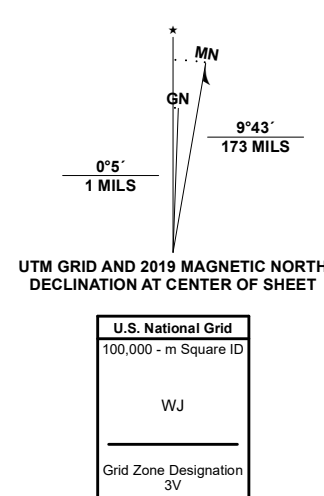 ★
MN
GN
9°43´
173 MILS
0°5´
1 MILS
UTM GRID AND 2019 MAGNETIC NORTH
DECLINATION AT CENTER OF SHEET
U.S. National Grid
100,000 - m Square ID
WJ
Grid Zone Designation
3V